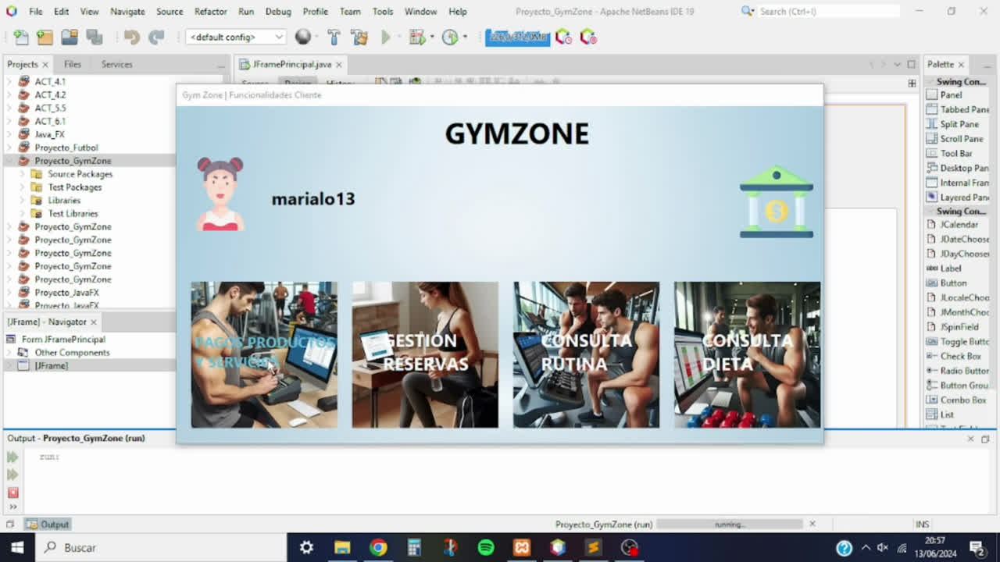 File Edit View Navigate Source Refactor Run Debug Profile Team Tools Window Help
Proyecto_GymZone - Apache NetBeans IDE 19
Search (Ctrl+I)
<default config>
Projects Files Services
JFramePrincipal.java
Palette
Source Design History
ACT_4.1
ACT_4.2
ACT_5.5
ACT_6.1
Java_FX
Proyecto_Futbol
Proyecto_GymZone
Source Packages
Test Packages
Libraries
Test Libraries
Proyecto_GymZone
Proyecto_GymZone
Proyecto_GymZone
Proyecto_GymZone
Proyecto_GymZone
Proyecto_JavaFX
Proyecto_JavaFX
[JFrame] - Navigator
Form JFramePrincipal
Other Components
[JFrame]
Gym Zone | Funcionalidades Cliente
GYMZONE
marialo13
PAGOS PRODUCTOS
Y SERVICIOS
GESTION
RESERVAS
CONSULTA
RUTINA
CONSULTA
DIETA
Swing Con...
Panel
Tabbed Pane
Split Pane
Scroll Pane
Tool Bar
Desktop Pan
Internal Fram
Layered Pane
Swing Con...
JCalendar
JDateChoose
JDayChooser
Label
Button
JLocaleChoo
JMonthChoo
JSpinField
Toggle Butto
Check Box
Radio Button
Button Grou
Combo Box
List
Output - Proyecto_GymZone (run)
run:
Output
Proyecto_GymZone (run)
running...
INS
Buscar
20:57
13/06/2024
2